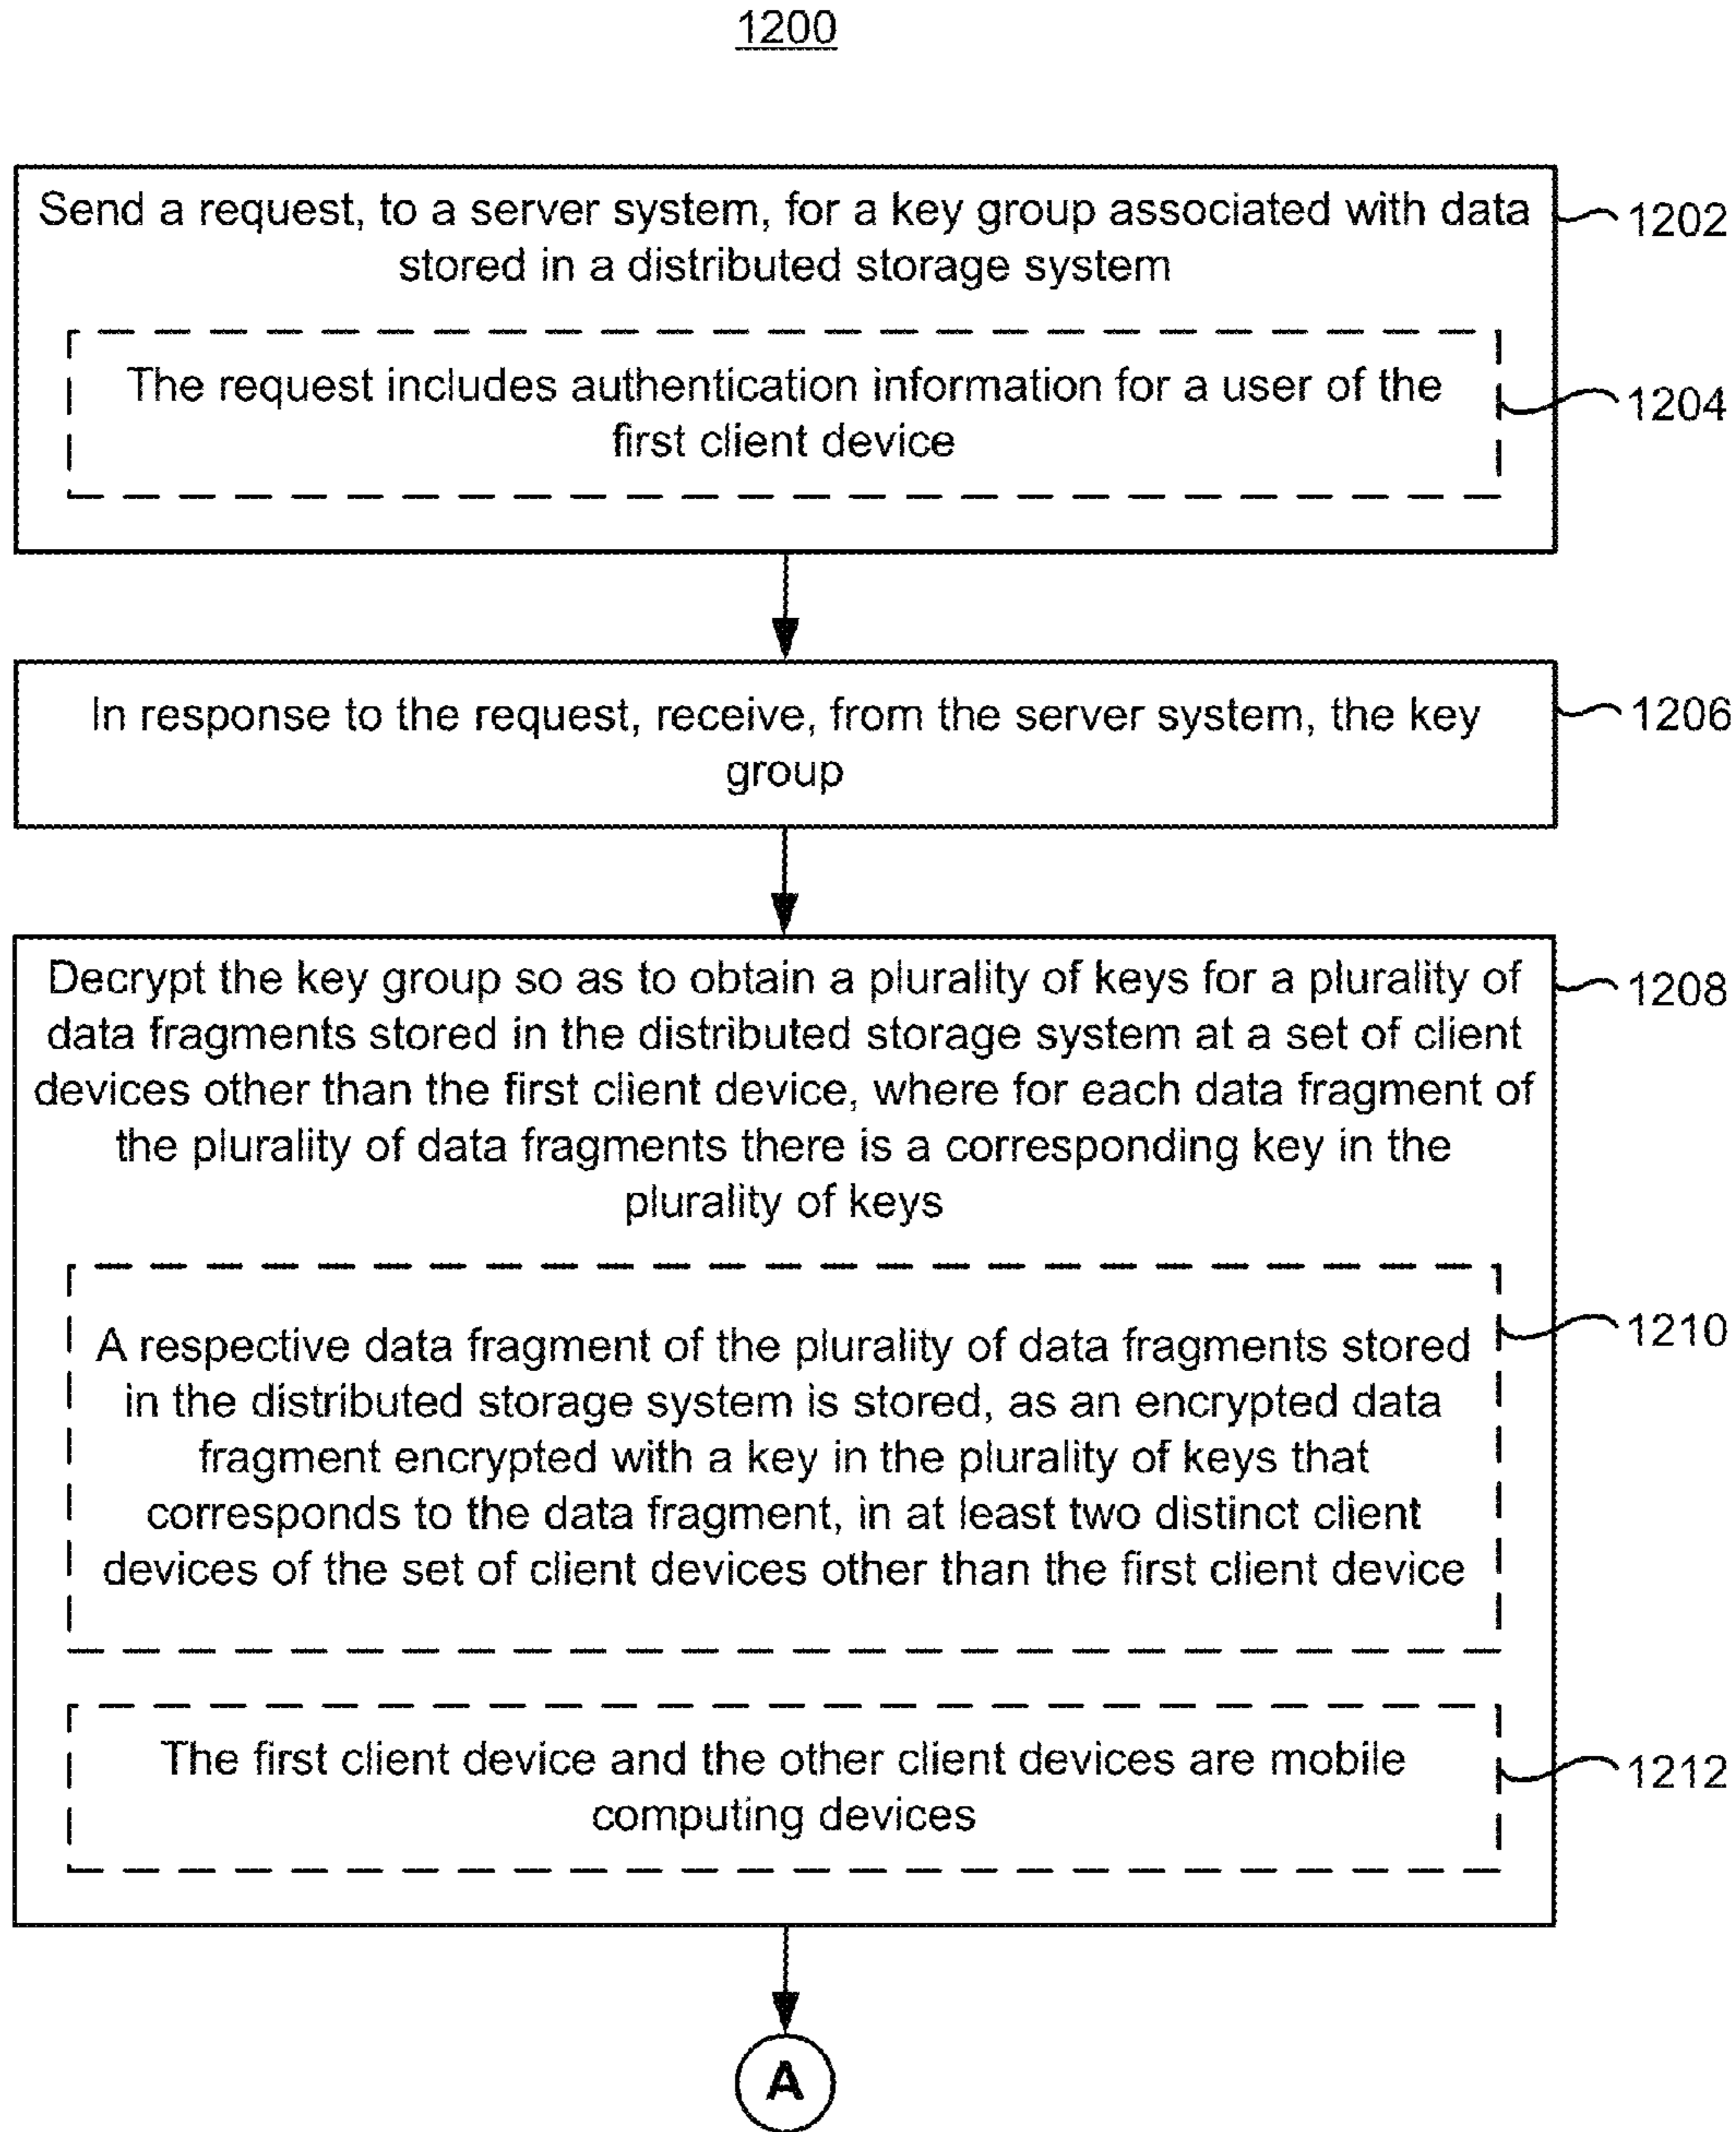 1200
Send a request, to a server system, for a key group associated with data
stored in a distributed storage system
1202
The request includes authentication information for a user of the
first client device
1204
In response to the request, receive, from the server system, the key
group
1206
Decrypt the key group so as to obtain a plurality of keys for a plurality of
data fragments stored in the distributed storage system at a set of client
devices other than the first client device, where for each data fragment of
the plurality of data fragments there is a corresponding key in the
plurality of keys
1208
A respective data fragment of the plurality of data fragments stored
in the distributed storage system is stored, as an encrypted data
fragment encrypted with a key in the plurality of keys that
corresponds to the data fragment, in at least two distinct client
devices of the set of client devices other than the first client device
1210
The first client device and the other client devices are mobile
computing devices
1212
A